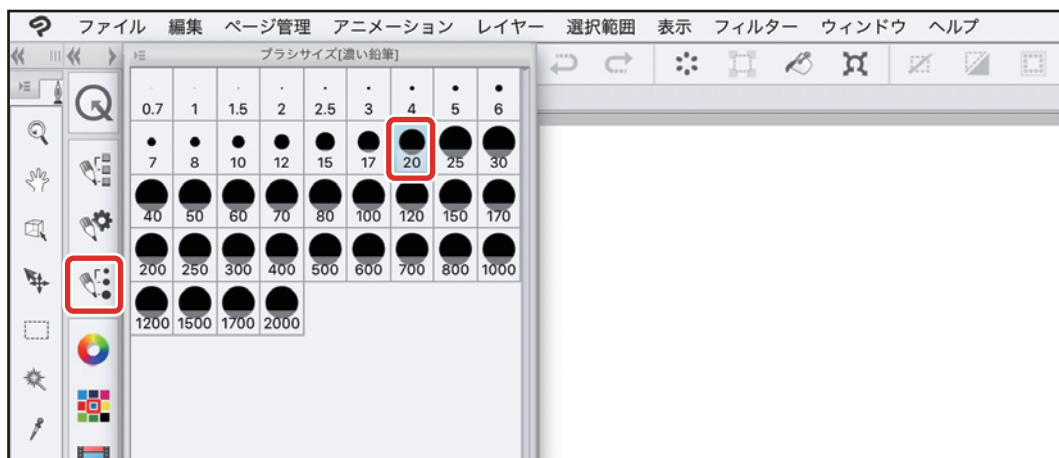 ファイル 編集 ページ管理 アニメーション レイヤー 選択範囲 表示 フィルター ウィンドウ ヘルプ
ブラシサイズ[濃い鉛筆]
0.7 1 1.5 2 2.5 3 4 5 6
7 8 10 12 15 17 20 25 30
40 50 60 70 80 100 120 150 170
200 250 300 400 500 600 700 800 1000
1200 1500 1700 2000